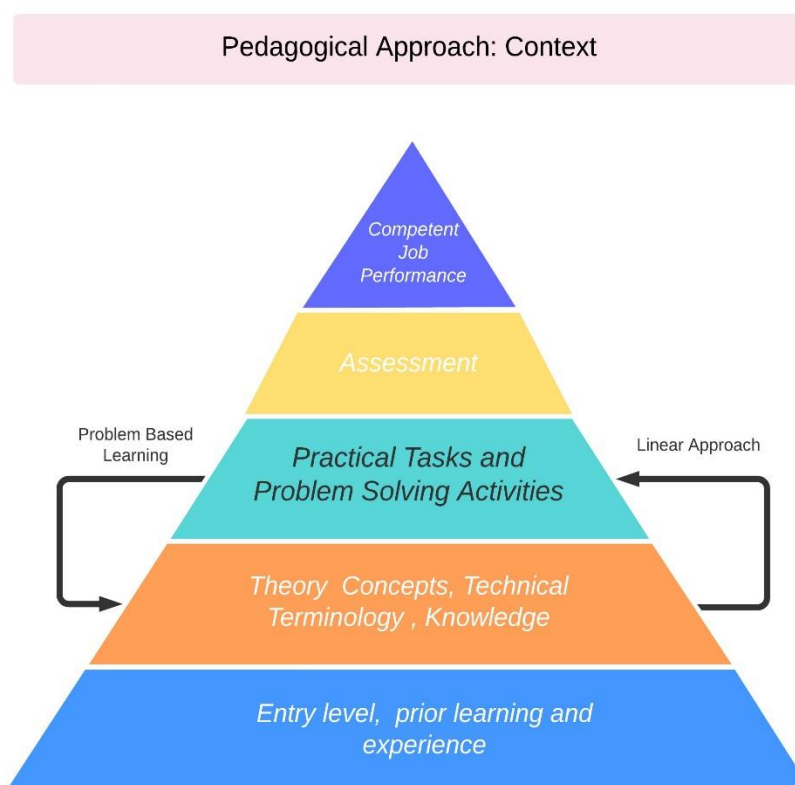 Pedagogical Approach: Context
Competent
Job
Performance
Assessment
Problem Based
Learning
Practical Tasks and
Problem Solving Activities
Linear Approach
Theory  Concepts, Technical
Terminology , Knowledge
Entry level,  prior learning and
experience